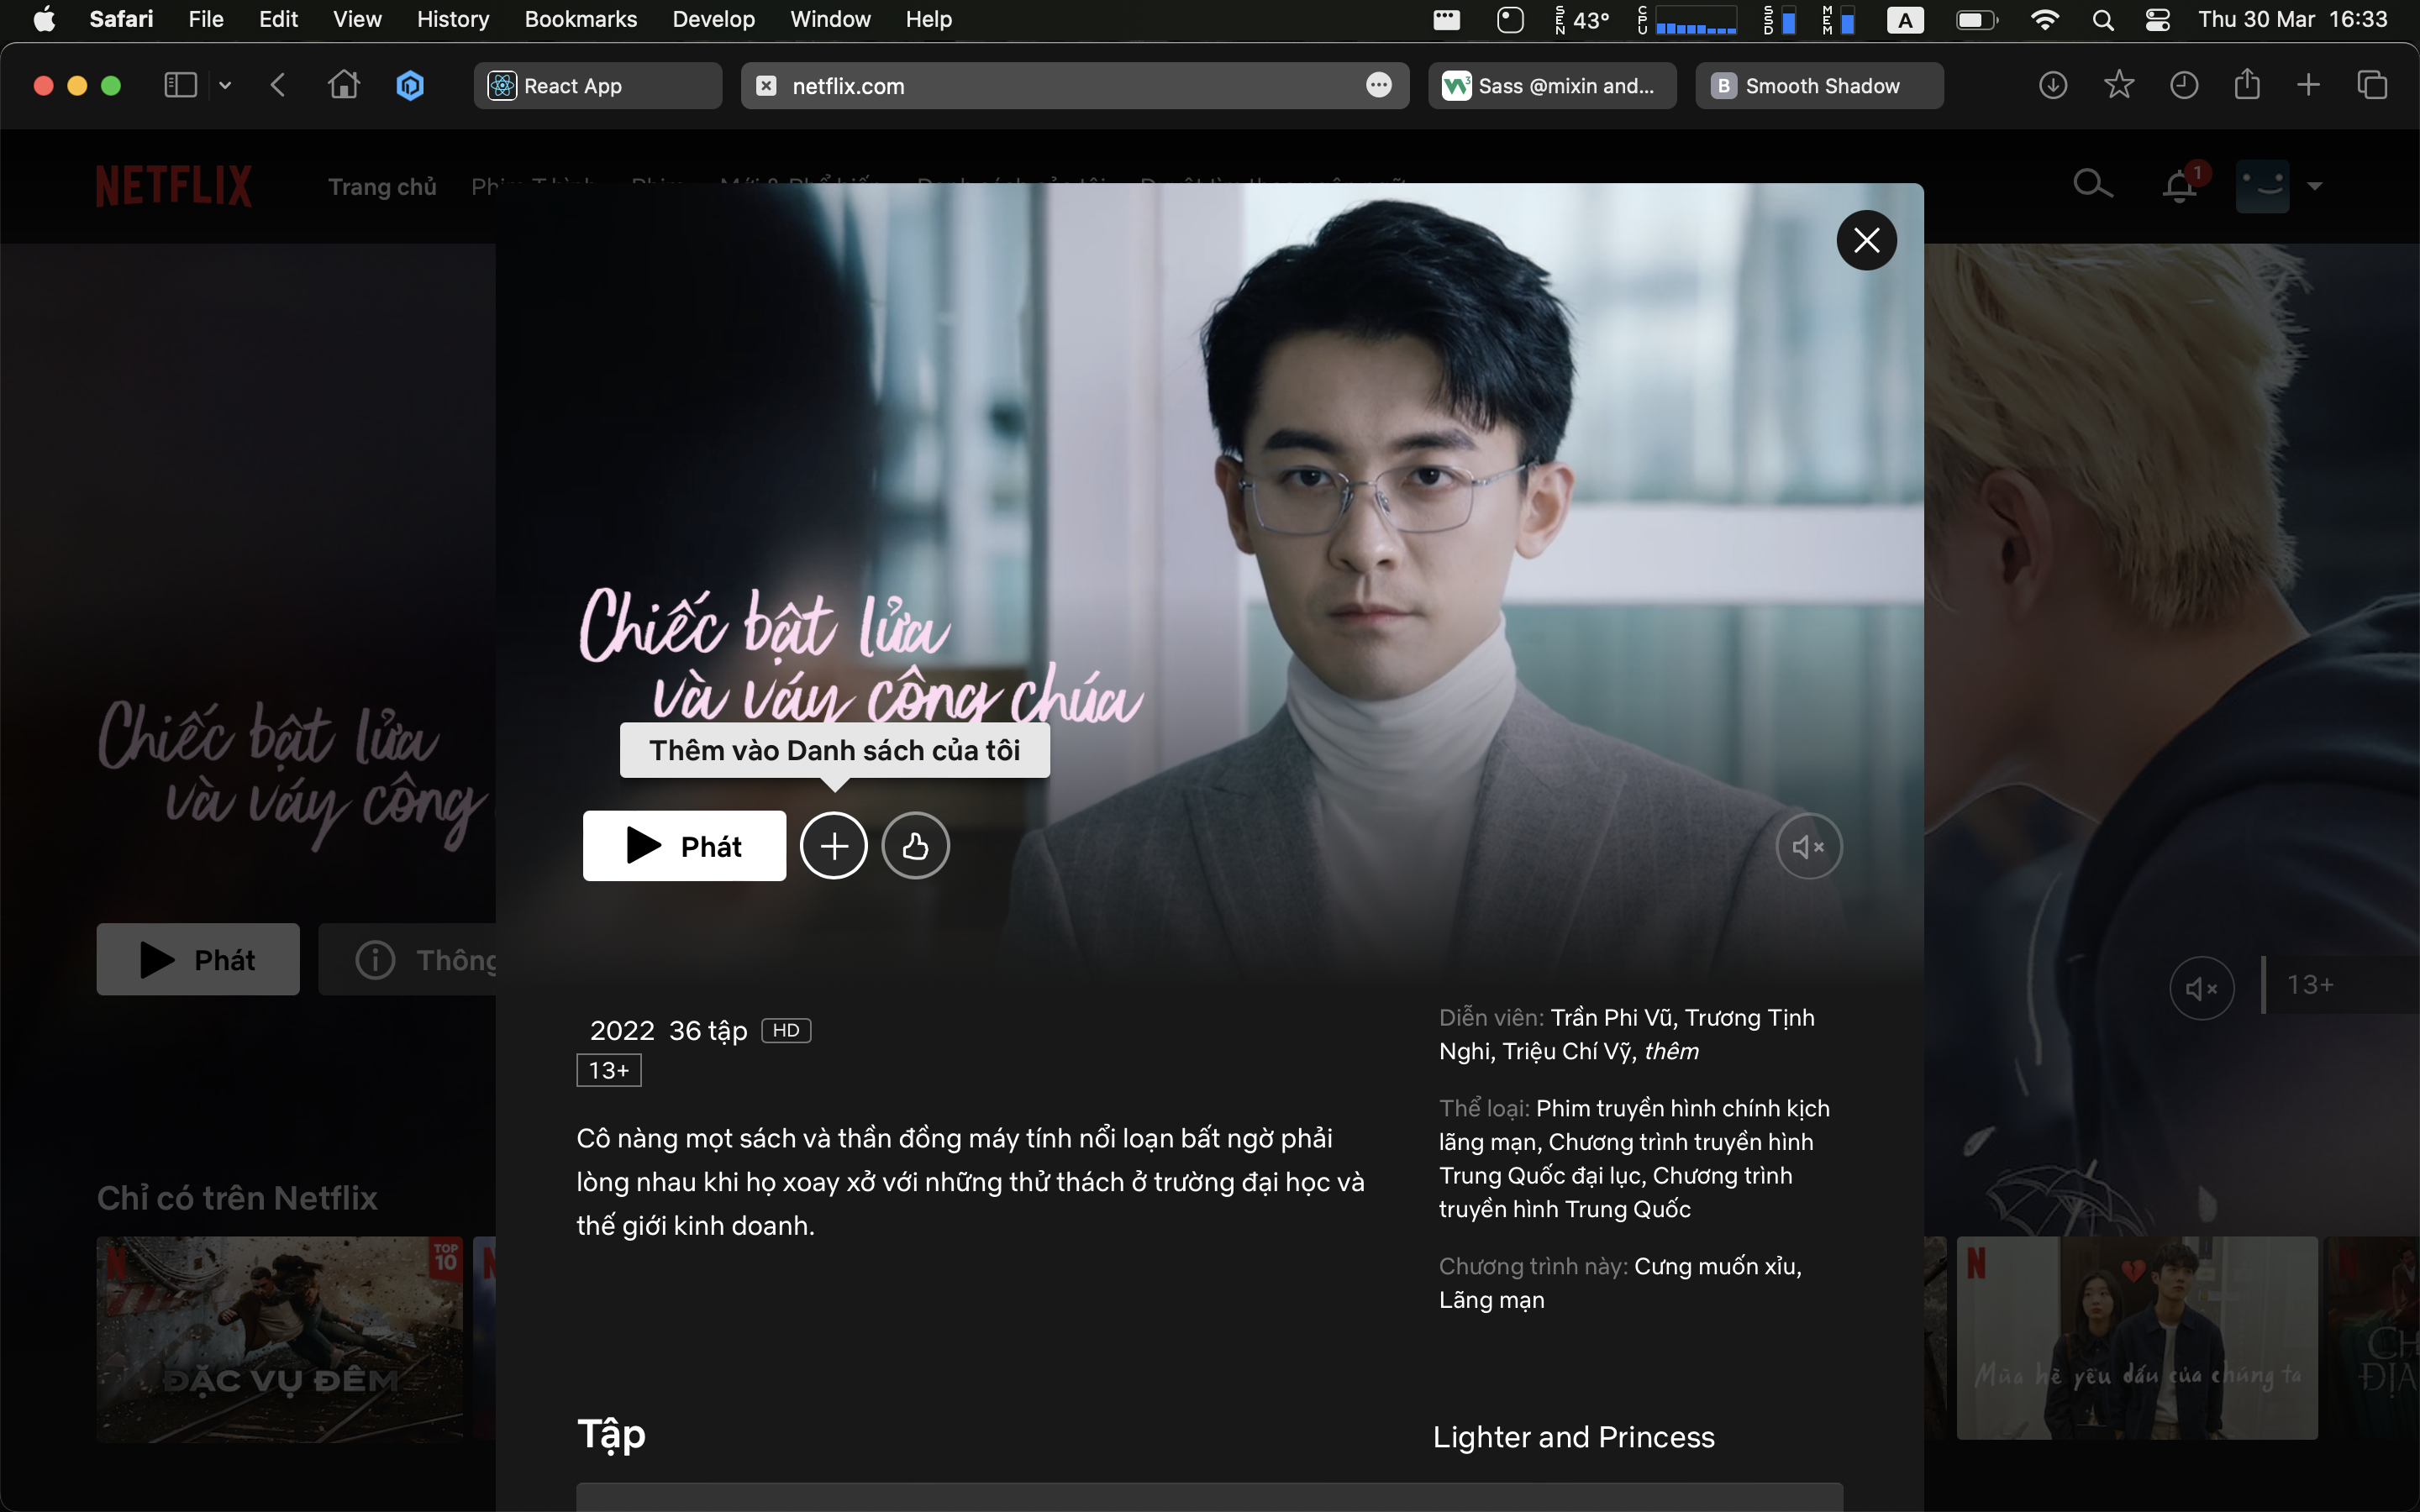 Safari File Edit View History Bookmarks Develop Window Help SEN 43° CPU SSD MEM A Thu 30 Mar 16:33
React App netflix.com Sass @mixin and... B Smooth Shadow
NETFLIX Trang chủ 1
Chiếc bật lửa
và váy công chúa
Thêm vào Danh sách của tôi
Phát
Chiếc bật lửa
và váy công
Phát Thông
13+
2022 36 tập HD
13+
Cô nàng mọt sách và thần đồng máy tính nổi loạn bất ngờ phải
lòng nhau khi họ xoay xở với những thử thách ở trường đại học và
thế giới kinh doanh.
Diễn viên: Trần Phi Vũ, Trương Tịnh
Nghi, Triệu Chí Vỹ, thêm
Thể loại: Phim truyền hình chính kịch
lãng mạn, Chương trình truyền hình
Trung Quốc đại lục, Chương trình
truyền hình Trung Quốc
Chương trình này: Cưng muốn xỉu,
Lãng mạn
Chỉ có trên Netflix
N TOP
10
ĐẶC VỤ ĐÊM
N
N
Mùa hè yêu dấu của chúng ta
N
CH
ĐỊA
Tập Lighter and Princess